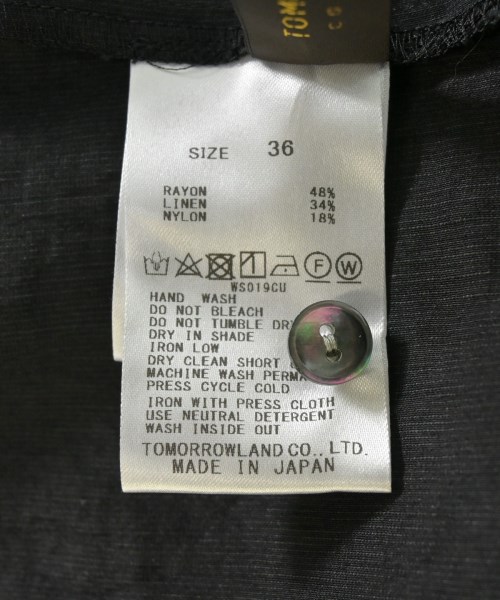 SIZE 36
RAYON 48%
LINEN 34%
NYLON 18%
F W
WS019CU
HAND WASH
DO NOT BLEACH
DO NOT TUMBLE
DRY IN SHADE
IRON LOW
DRY CLEAN SHORT
MACHINE WASH
PRESS CYCLE COLD
IRON WITH PRESS CLOTH
USE NEUTRAL DETERGENT
WASH INSIDE OUT
TOMORROWLAND CO., LTD.
MADE IN JAPAN